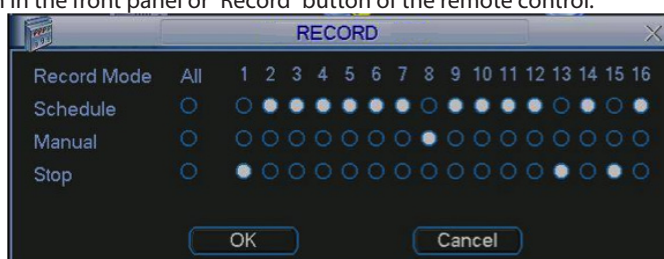 in the front panel or "Record" button of the remote control.
RECORD
Record Mode All 1 2 3 4 5 6 7 8 9 10 11 12 13 14 15 16
Schedule
Manual
Stop
OK Cancel